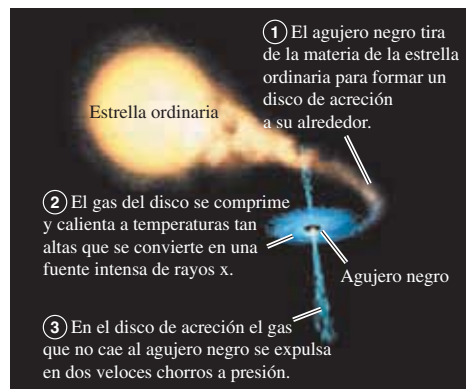 ① El agujero negro tira
de la materia de la estrella
ordinaria para formar un
disco de acreción
a su alrededor.
Estrella ordinaria
② El gas del disco se comprime
y calienta a temperaturas tan
altas que se convierte en una
fuente intensa de rayos x.
Agujero negro
③ En el disco de acreción el gas
que no cae al agujero negro se expulsa
en dos veloces chorros a presión.